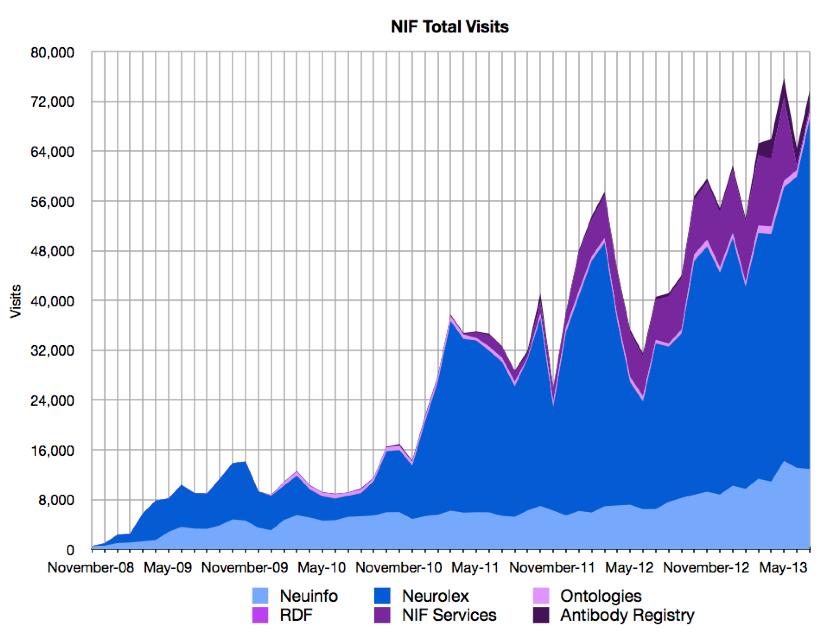 NIF Total Visits
80,000
72,000
64,000
56,000
48,000
40,000
32,000
24,000
16,000
8,000
0
Visits
November-08 May-09 November-09 May-10 November-10 May-11 November-11 May-12 November-12 May-13
Neuinfo Neurolex Ontologies
RDF NIF Services Antibody Registry